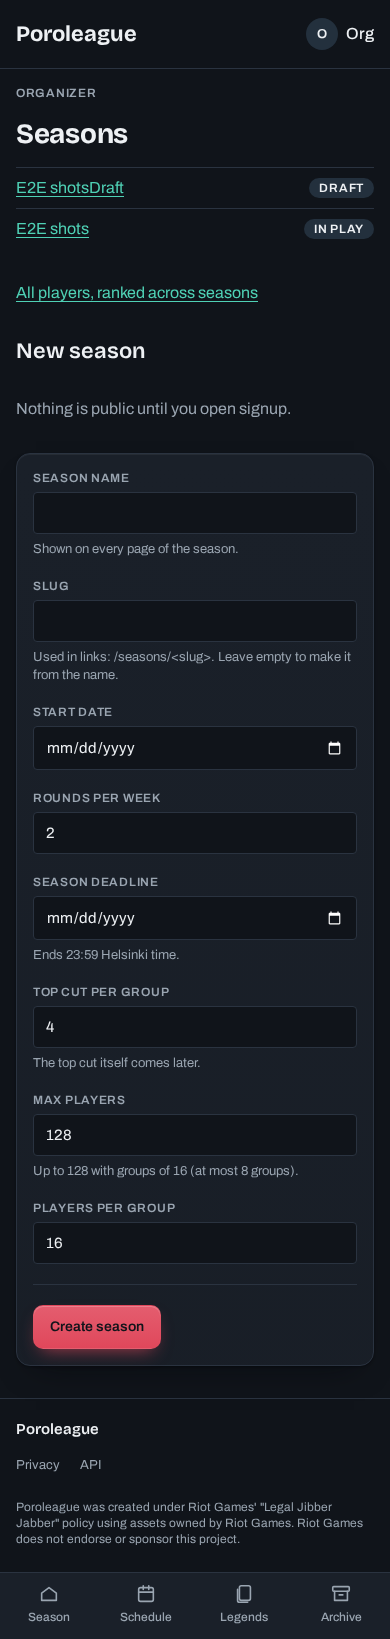 Poroleague
O Org
ORGANIZER
Seasons
E2E shotsDraft DRAFT
E2E shots IN PLAY
All players, ranked across seasons
New season
Nothing is public until you open signup.
SEASON NAME
Shown on every page of the season.
SLUG
Used in links: /seasons/<slug>. Leave empty to make it
from the name.
START DATE
mm/dd/yyyy
ROUNDS PER WEEK
2
SEASON DEADLINE
mm/dd/yyyy
Ends 23:59 Helsinki time.
TOP CUT PER GROUP
4
The top cut itself comes later.
MAX PLAYERS
128
Up to 128 with groups of 16 (at most 8 groups).
PLAYERS PER GROUP
16
Create season
Poroleague
Privacy API
Poroleague was created under Riot Games' "Legal Jibber
Jabber" policy using assets owned by Riot Games. Riot Games
does not endorse or sponsor this project.
Season Schedule Legends Archive